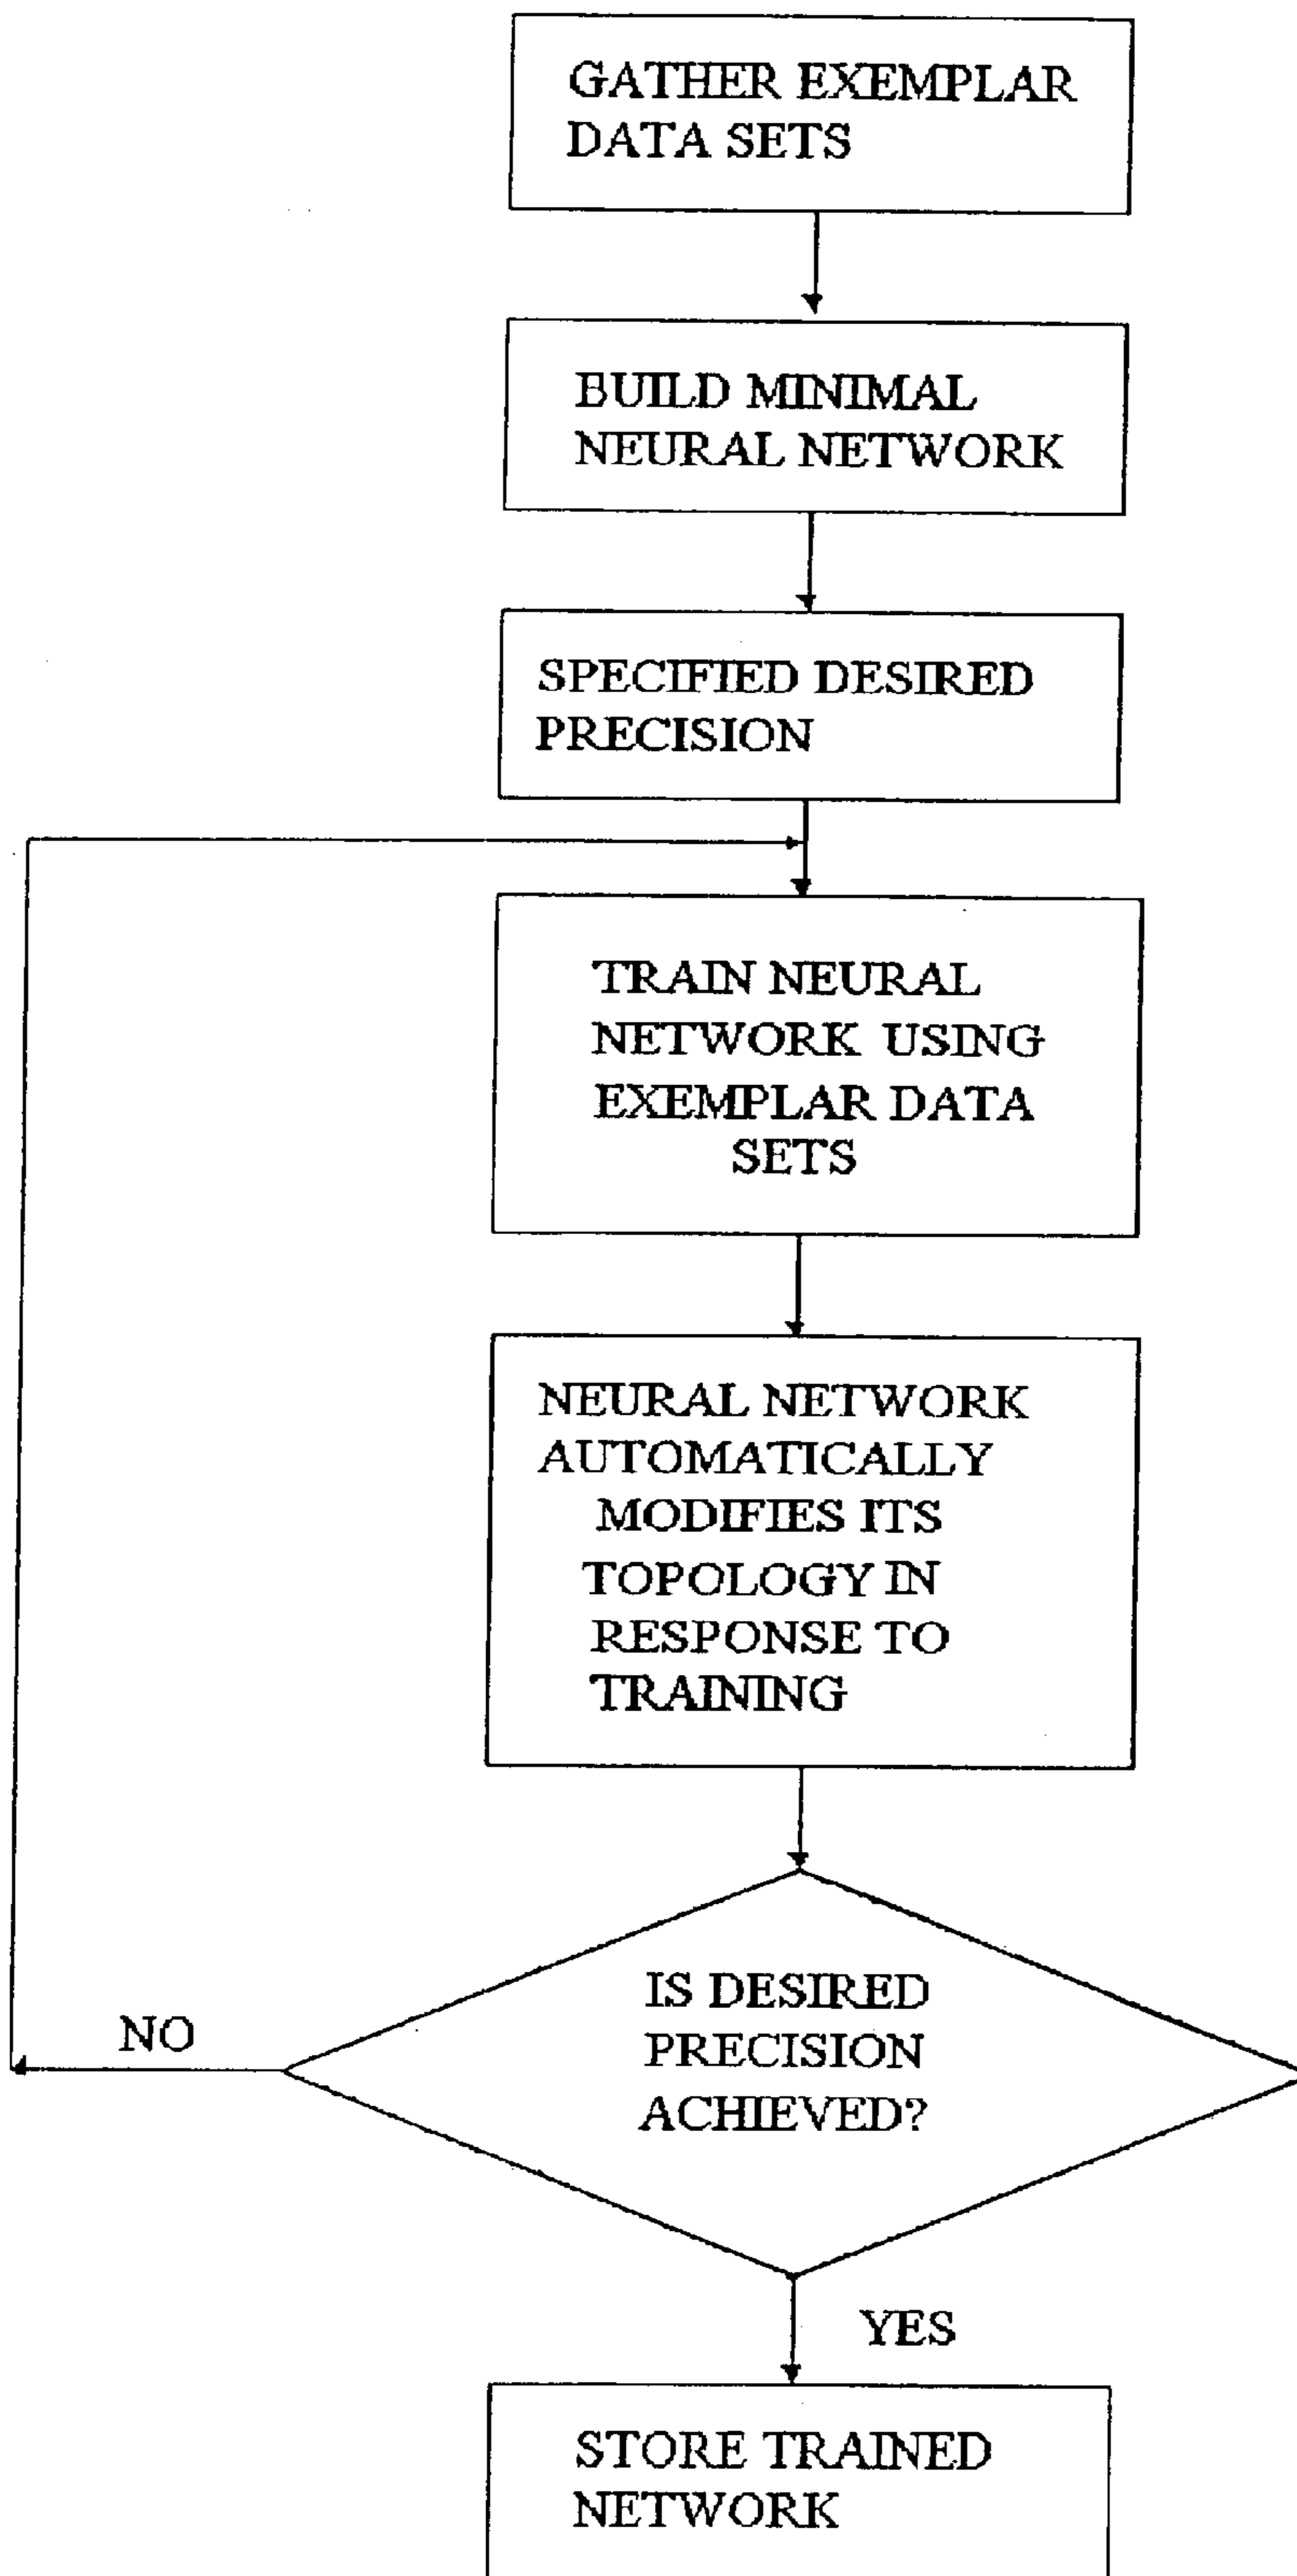 GATHER EXEMPLAR
DATA SETS
BUILD MINIMAL
NEURAL NETWORK
SPECIFIED DESIRED
PRECISION
TRAIN NEURAL
NETWORK USING
EXEMPLAR DATA
SETS
NEURAL NETWORK
AUTOMATICALLY
MODIFIES ITS
TOPOLOGY IN
RESPONSE TO
TRAINING
IS DESIRED
PRECISION
ACHIEVED?
NO
YES
STORE TRAINED
NETWORK